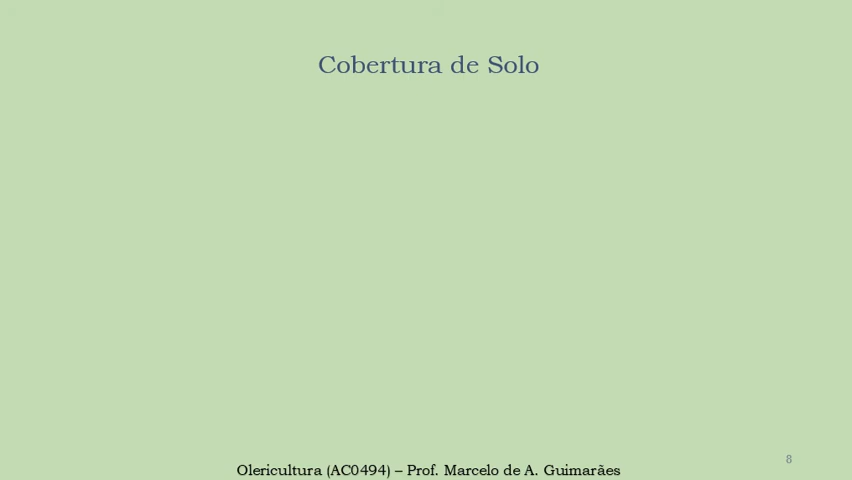 Cobertura de Solo
8
Olericultura (AC0494) – Prof. Marcelo de A. Guimarães